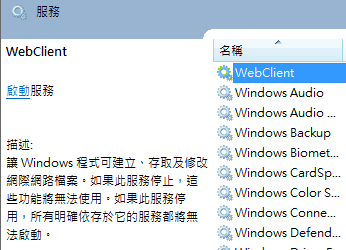 服務
WebClient
啟動服務
描述:
讓 Windows 程式可建立、存取及修改
網際網路檔案。如果此服務停止，這
些功能將無法使用。如果此服務停
用，所有明確依存於它的服務都將無
法啟動。
名稱
WebClient
Windows Audio
Windows Audio ...
Windows Backup
Windows Biomet...
Windows CardSp...
Windows Color S...
Windows Conne...
Windows Defend...